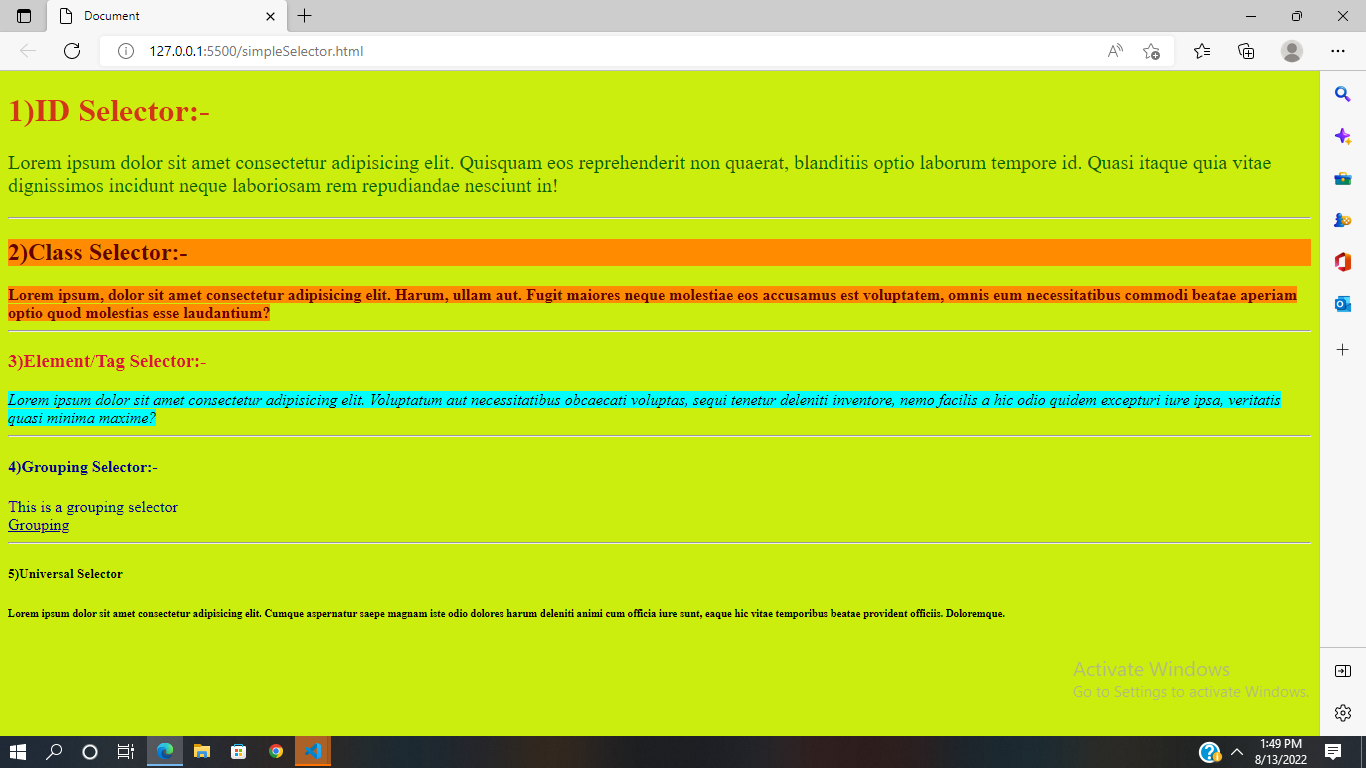 Document
127.0.0.1:5500/simpleSelector.html
1)ID Selector:-
Lorem ipsum dolor sit amet consectetur adipisicing elit. Quisquam eos reprehenderit non quaerat, blanditiis optio laborum tempore id. Quasi itaque quia vitae
dignissimos incidunt neque laboriosam rem repudiandae nesciunt in!
2)Class Selector:-
Lorem ipsum, dolor sit amet consectetur adipisicing elit. Harum, ullam aut. Fugit maiores neque molestiae eos accusamus est voluptatem, omnis eum necessitatibus commodi beatae aperiam
optio quod molestias esse laudantium?
3)Element/Tag Selector:-
Lorem ipsum dolor sit amet consectetur adipisicing elit. Voluptatum aut necessitatibus obcaecati voluptas, sequi tenetur deleniti inventore, nemo facilis a hic odio quidem excepturi iure ipsa, veritatis
quasi minima maxime?
4)Grouping Selector:-
This is a grouping selector
Grouping
5)Universal Selector
Lorem ipsum dolor sit amet consectetur adipisicing elit. Cumque aspernatur saepe magnam iste odio dolores harum deleniti animi cum officia iure sunt, eaque hic vitae temporibus beatae provident officiis. Doloremque.
Activate Windows
Go to Settings to activate Windows.
1:49 PM
8/13/2022